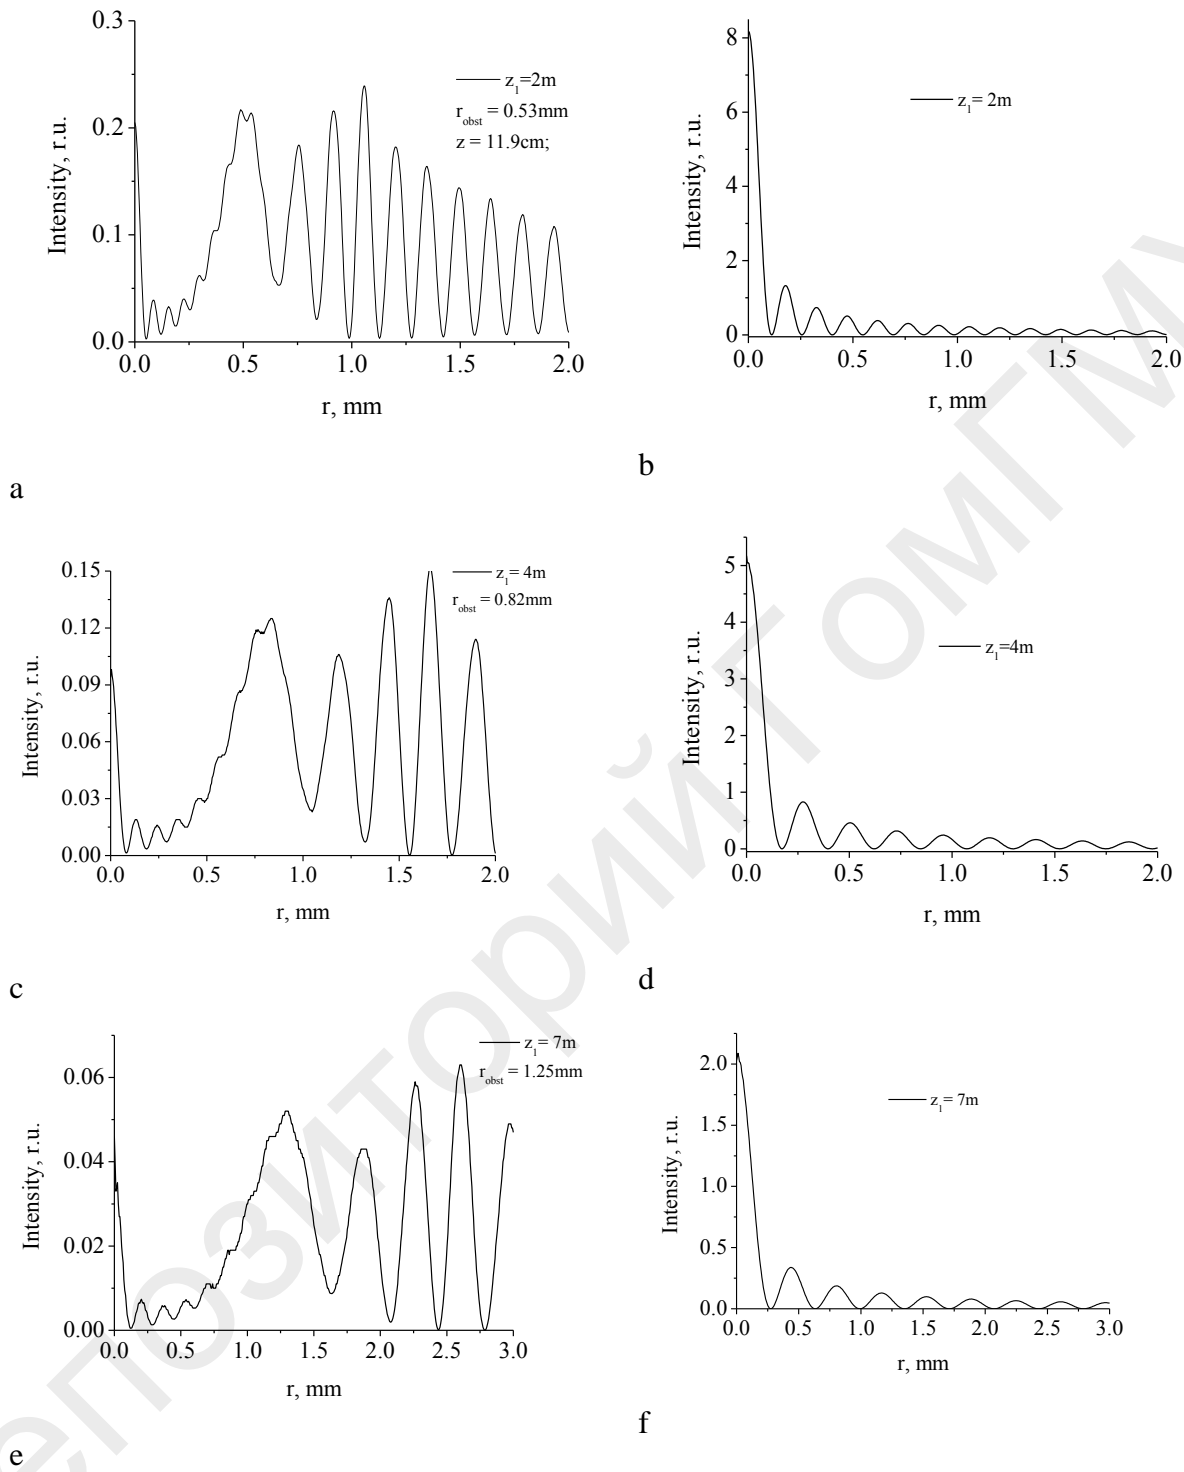 0.3
0.2
0.1
0.0
Intensity, r.u.
z1=2m
robst = 0.53mm
z = 11.9cm;
0.0 0.5 1.0 1.5 2.0
r, mm
a
8
6
4
2
0
Intensity, r.u.
z1= 2m
0.0 0.5 1.0 1.5 2.0
r, mm
b
0.15
0.12
0.09
0.06
0.03
0.00
Intensity, r.u.
z1= 4m
robst = 0.82mm
0.0 0.5 1.0 1.5 2.0
r, mm
c
5
4
3
2
1
0
Intensity, r.u.
z1=4m
0.0 0.5 1.0 1.5 2.0
r, mm
d
0.06
0.04
0.02
0.00
Intensity, r.u.
z1= 7m
robst = 1.25mm
0.0 0.5 1.0 1.5 2.0 2.5 3.0
r, mm
e
2.0
1.5
1.0
0.5
0.0
Intensity, r.u.
z1= 7m
0.0 0.5 1.0 1.5 2.0 2.5 3.0
r, mm
f
епозиторий ГомГМУ